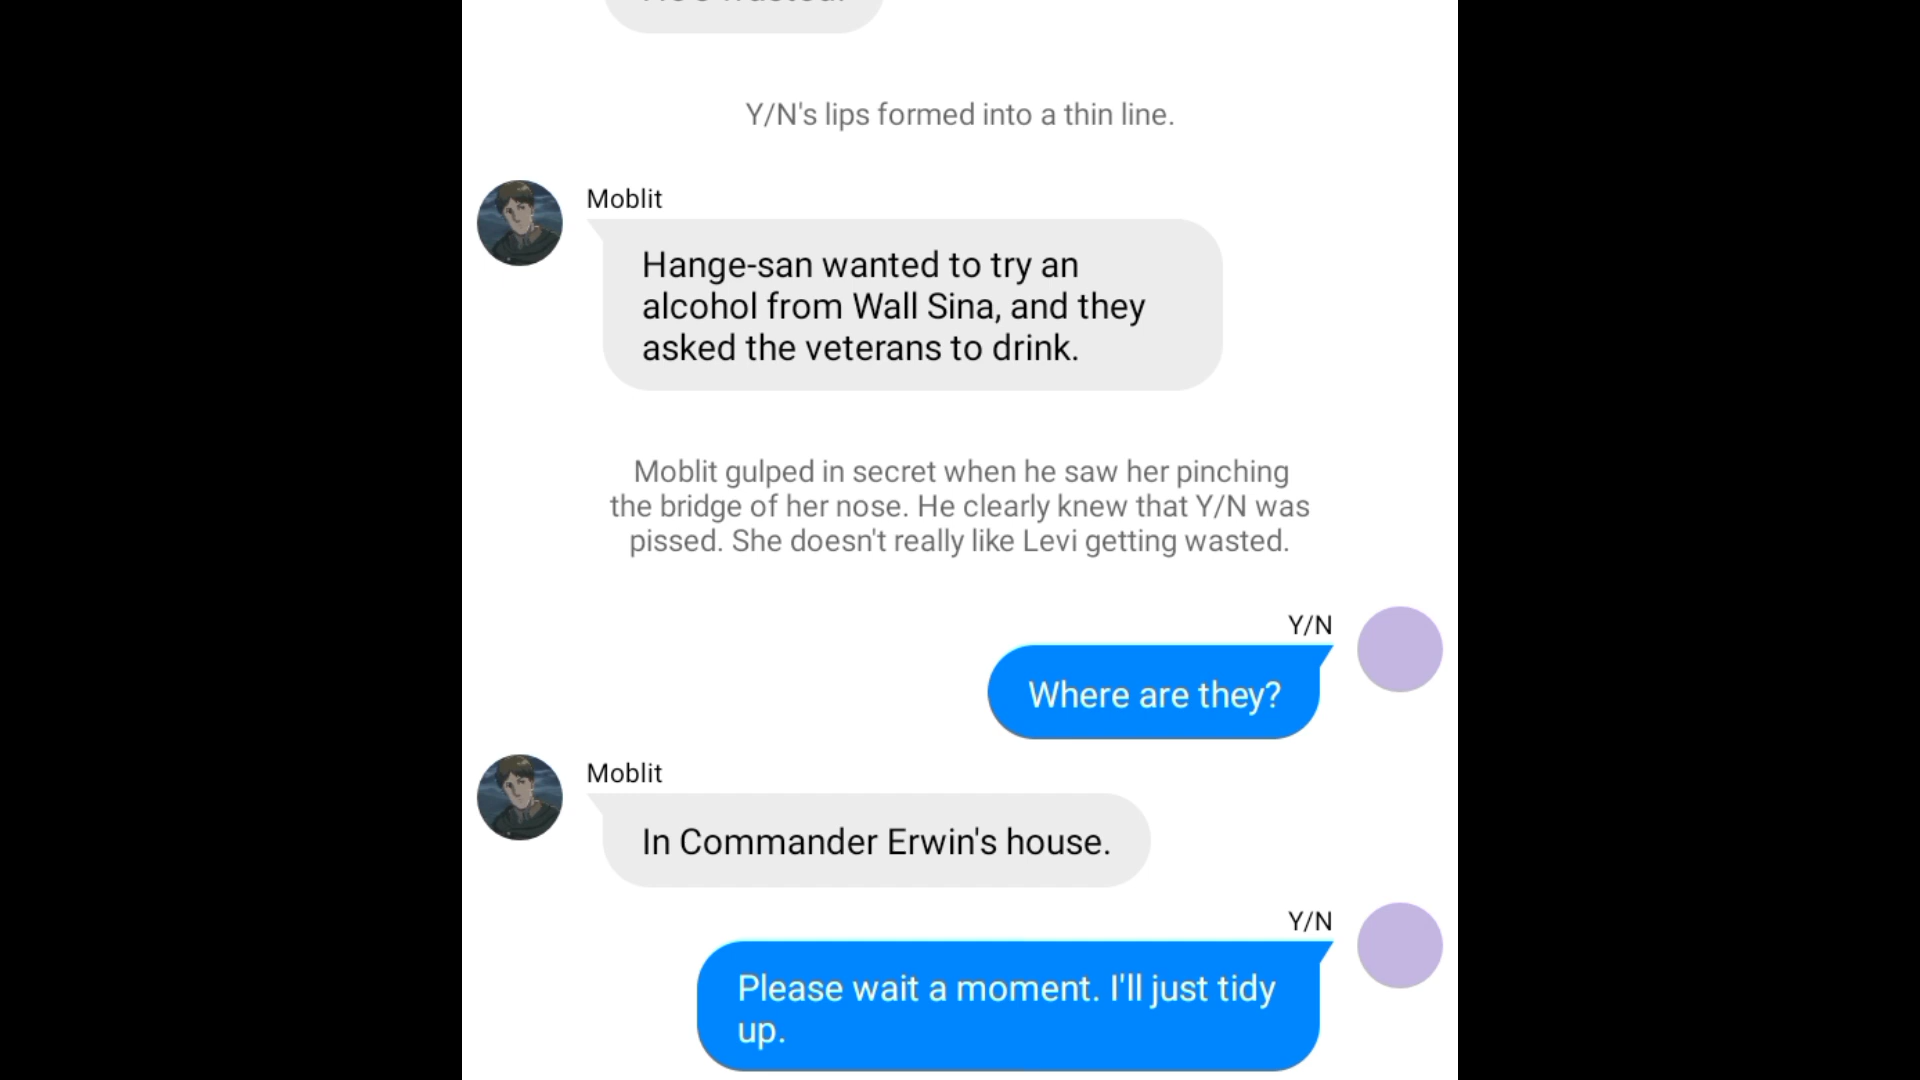 Y/N's lips formed into a thin line.
Moblit
Hange-san wanted to try an
alcohol from Wall Sina, and they
asked the veterans to drink.
Moblit gulped in secret when he saw her pinching
the bridge of her nose. He clearly knew that Y/N was
pissed. She doesn't really like Levi getting wasted.
Y/N
Where are they?
Moblit
In Commander Erwin's house.
Y/N
Please wait a moment. I'll just tidy
up.